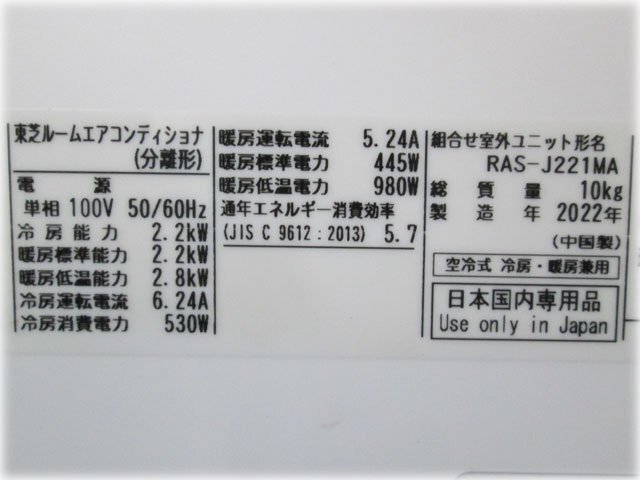 東芝ルームエアコンディショナ
(分離形)
電源
単相 100V 50/60Hz
冷房能力 2.2kW
暖房標準能力 2.2kW
暖房低温能力 2.8kW
冷房運転電流 6.24A
冷房消費電力 530W
暖房運転電流 5.24A
暖房標準電力 445W
暖房低温電力 980W
通年エネルギー消費効率
(JIS C 9612:2013) 5.7
組合せ室外ユニット形名
RAS-J221MA
総質量 10kg
製造年 2022年
(中国製)
空冷式 冷房・暖房兼用
日本国内専用品
Use only in Japan